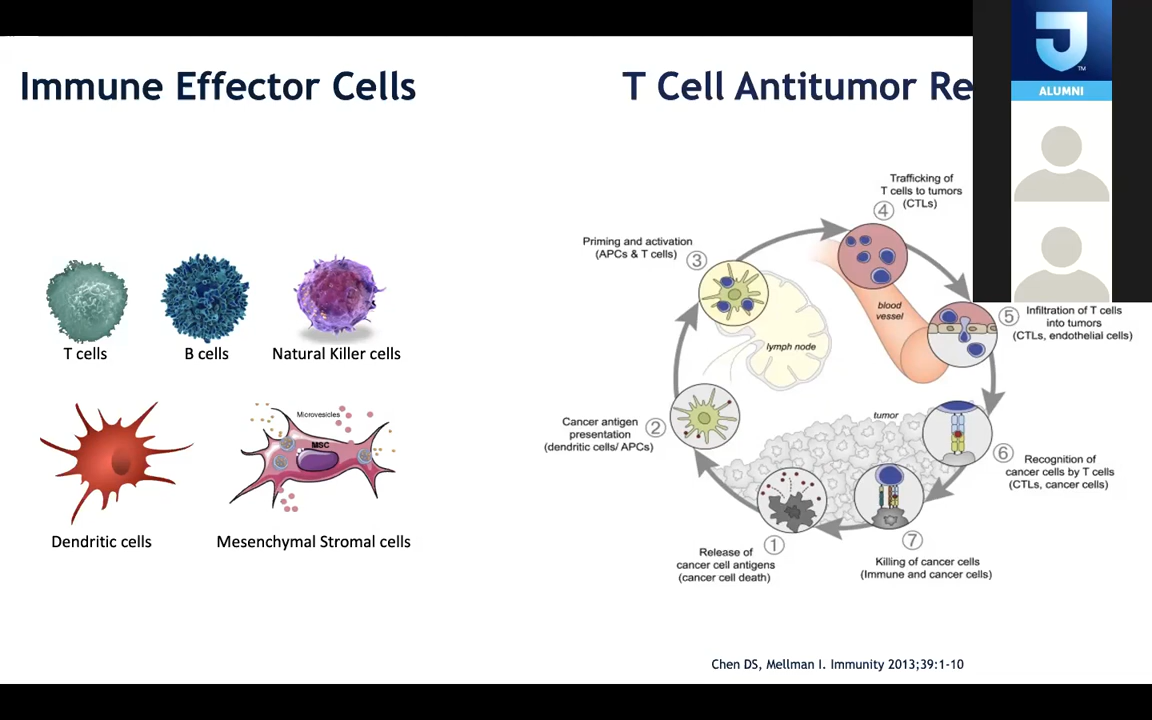 Immune Effector Cells
T cells
B cells
Natural Killer cells
Microvesicles
MSC
Dendritic cells
Mesenchymal Stromal cells
T Cell Antitumor Re
Release of
cancer cell antigens
(cancer cell death)
1
Cancer antigen
presentation
(dendritic cells/ APCs)
2
Priming and activation
(APCs & T cells)
3
lymph node
Trafficking of
T cells to tumors
(CTLs)
4
blood
vessel
5
Infiltration of T cells
into tumors
(CTLs, endothelial cells)
tumor
6
Recognition of
cancer cells by T cells
(CTLs, cancer cells)
7
Killing of cancer cells
(Immune and cancer cells)
Chen DS, Mellman I. Immunity 2013;39:1-10
J
TM
ALUMNI